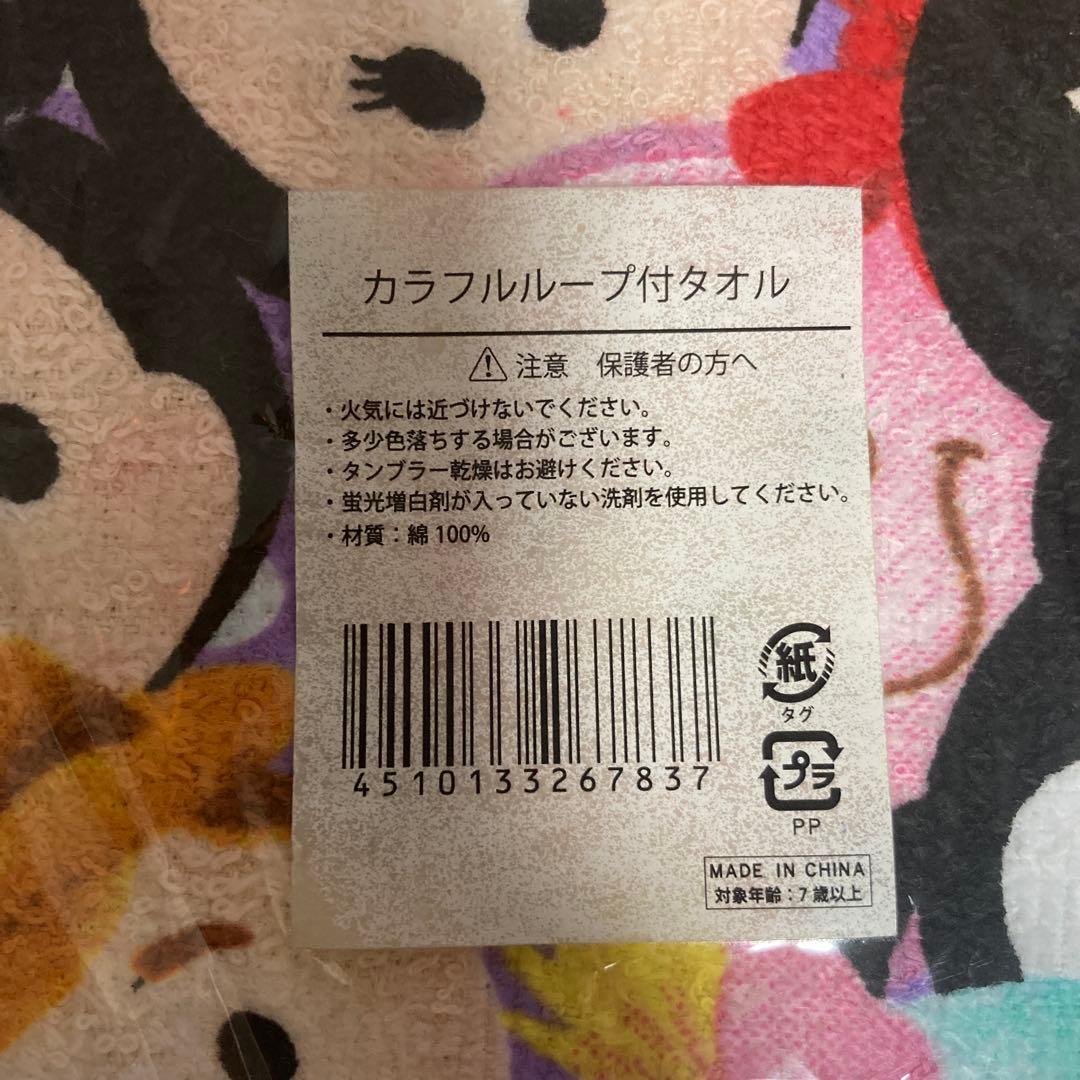 カラフルループ付タオル
注意　保護者の方へ
・火気には近づけないでください。
・多少色落ちする場合がございます。
・タンブラー乾燥はお避けください。
・蛍光増白剤が入っていない洗剤を使用してください。
・材質：綿100%
4510133267837
紙
タグ
プラ
PP
MADE IN CHINA
対象年齢：7歳以上